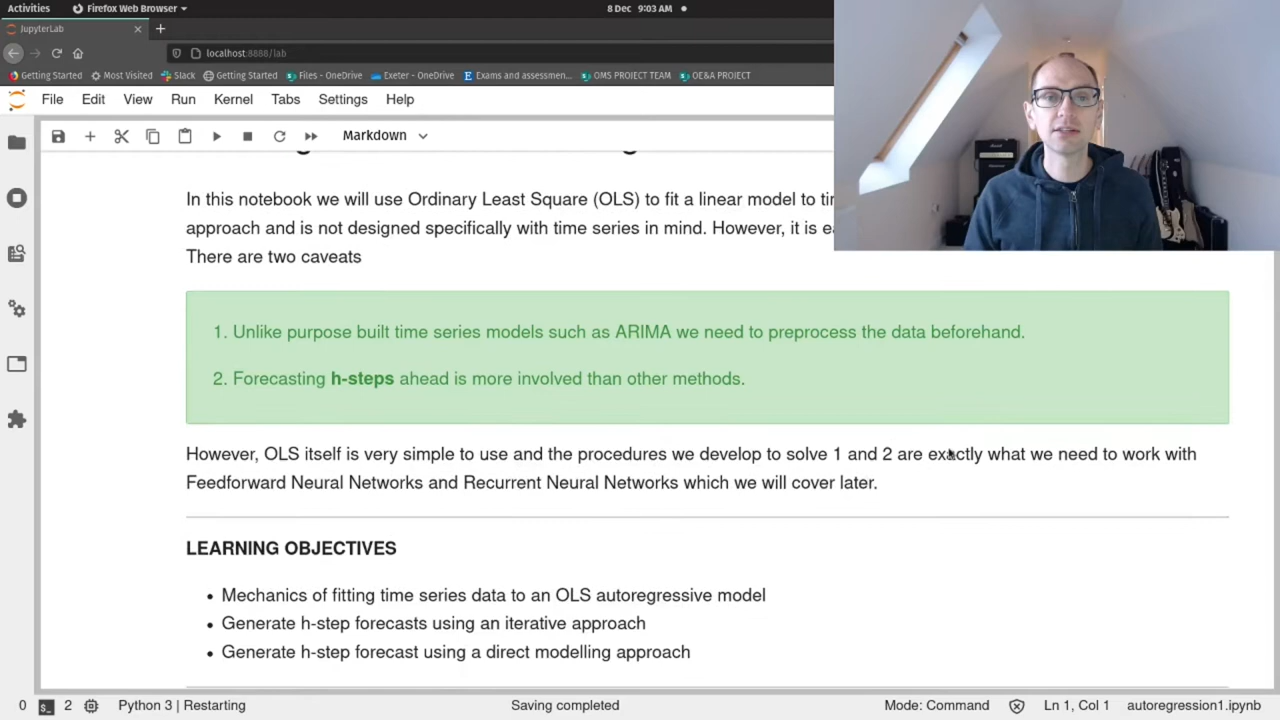 Activities
Firefox Web Browser
8 Dec 9:03 AM
JupyterLab
localhost:8888/lab
Getting Started
Most Visited
Slack
Getting Started
Files - OneDrive
Exeter - OneDrive
Exams and assessmen...
OMS PROJECT TEAM
OE&A PROJECT
File Edit View Run Kernel Tabs Settings Help
Markdown
In this notebook we will use Ordinary Least Square (OLS) to fit a linear model to
approach and is not designed specifically with time series in mind. However, it is
There are two caveats
1. Unlike purpose built time series models such as ARIMA we need to preprocess the data beforehand.
2. Forecasting h-steps ahead is more involved than other methods.
However, OLS itself is very simple to use and the procedures we develop to solve 1 and 2 are exactly what we need to work with
Feedforward Neural Networks and Recurrent Neural Networks which we will cover later.
LEARNING OBJECTIVES
• Mechanics of fitting time series data to an OLS autoregressive model
• Generate h-step forecasts using an iterative approach
• Generate h-step forecast using a direct modelling approach
0 2 Python 3 | Restarting Saving completed Mode: Command Ln 1, Col 1 autoregression1.ipynb